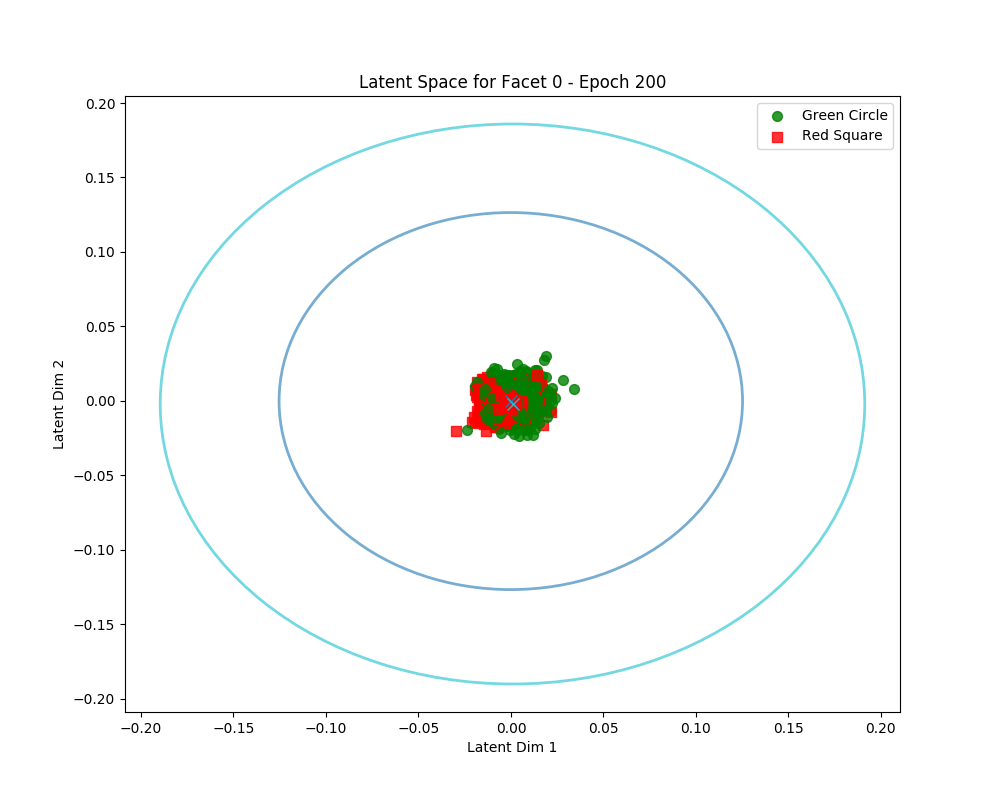 Latent Space for Facet 0 - Epoch 200
Green Circle
Red Square
0.20
0.15
0.10
0.05
0.00
−0.05
−0.10
−0.15
−0.20
Latent Dim 2
−0.20 −0.15 −0.10 −0.05 0.00 0.05 0.10 0.15 0.20
Latent Dim 1